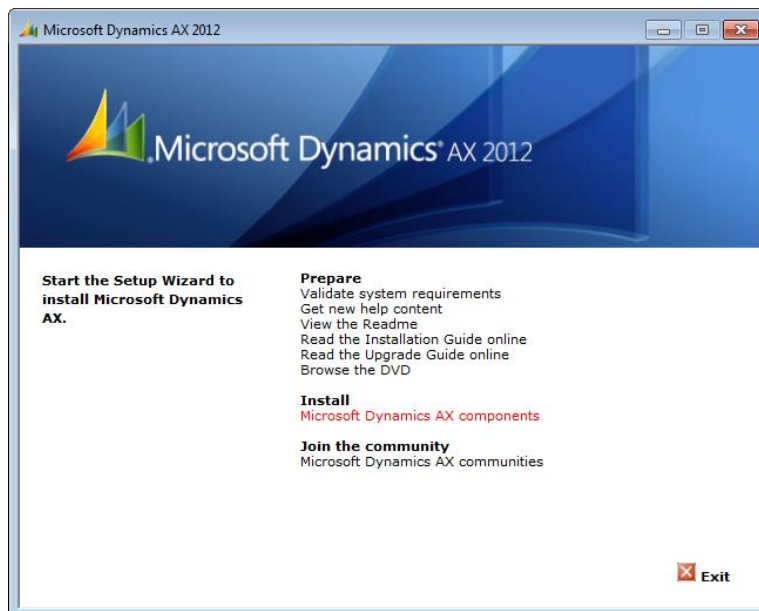 Microsoft Dynamics AX 2012
Microsoft Dynamics® AX 2012
Start the Setup Wizard to
install Microsoft Dynamics
AX.
Prepare
Validate system requirements
Get new help content
View the Readme
Read the Installation Guide online
Read the Upgrade Guide online
Browse the DVD
Install
Microsoft Dynamics AX components
Join the community
Microsoft Dynamics AX communities
Exit